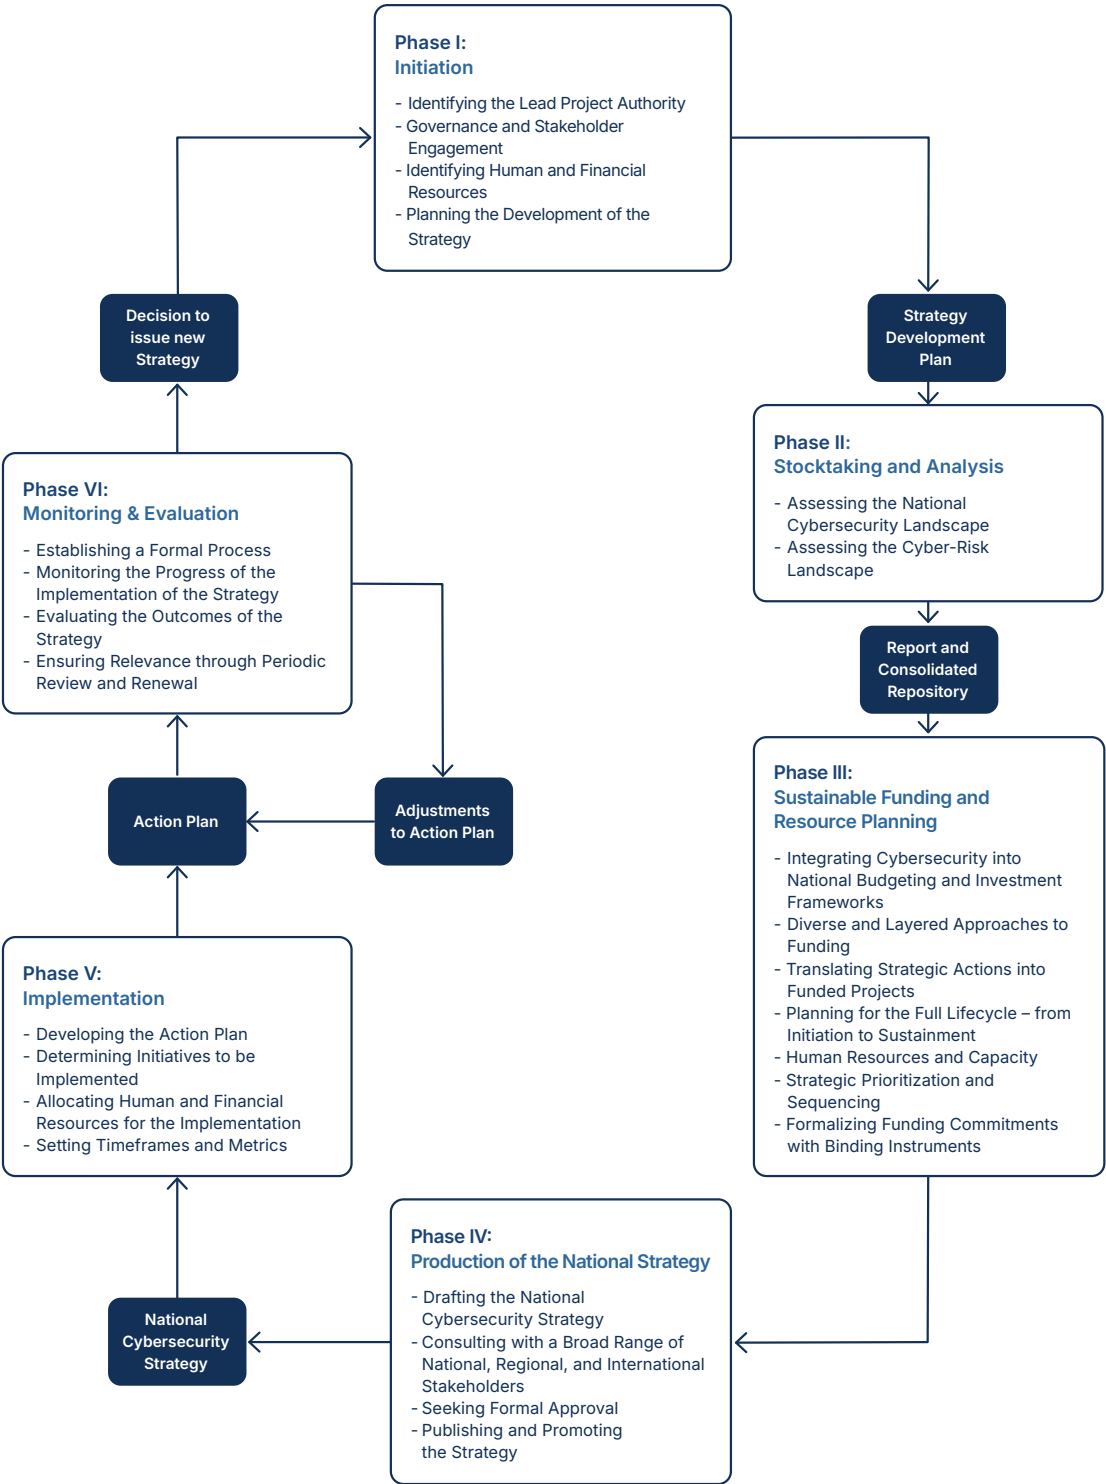 Phase I:
Initiation
- Identifying the Lead Project Authority
- Governance and Stakeholder
Engagement
- Identifying Human and Financial
Resources
- Planning the Development of the
Strategy
Decision to
issue new
Strategy
Strategy
Development
Plan
Phase II:
Stocktaking and Analysis
- Assessing the National
Cybersecurity Landscape
- Assessing the Cyber-Risk
Landscape
Report and
Consolidated
Repository
Phase III:
Sustainable Funding and
Resource Planning
- Integrating Cybersecurity into
National Budgeting and Investment
Frameworks
- Diverse and Layered Approaches to
Funding
- Translating Strategic Actions into
Funded Projects
- Planning for the Full Lifecycle – from
Initiation to Sustainment
- Human Resources and Capacity
- Strategic Prioritization and
Sequencing
- Formalizing Funding Commitments
with Binding Instruments
Phase IV:
Production of the National Strategy
- Drafting the National
Cybersecurity Strategy
- Consulting with a Broad Range of
National, Regional, and International
Stakeholders
- Seeking Formal Approval
- Publishing and Promoting
the Strategy
National
Cybersecurity
Strategy
Phase V:
Implementation
- Developing the Action Plan
- Determining Initiatives to be
Implemented
- Allocating Human and Financial
Resources for the Implementation
- Setting Timeframes and Metrics
Action Plan
Adjustments
to Action Plan
Phase VI:
Monitoring & Evaluation
- Establishing a Formal Process
- Monitoring the Progress of the
Implementation of the Strategy
- Evaluating the Outcomes of the
Strategy
- Ensuring Relevance through Periodic
Review and Renewal